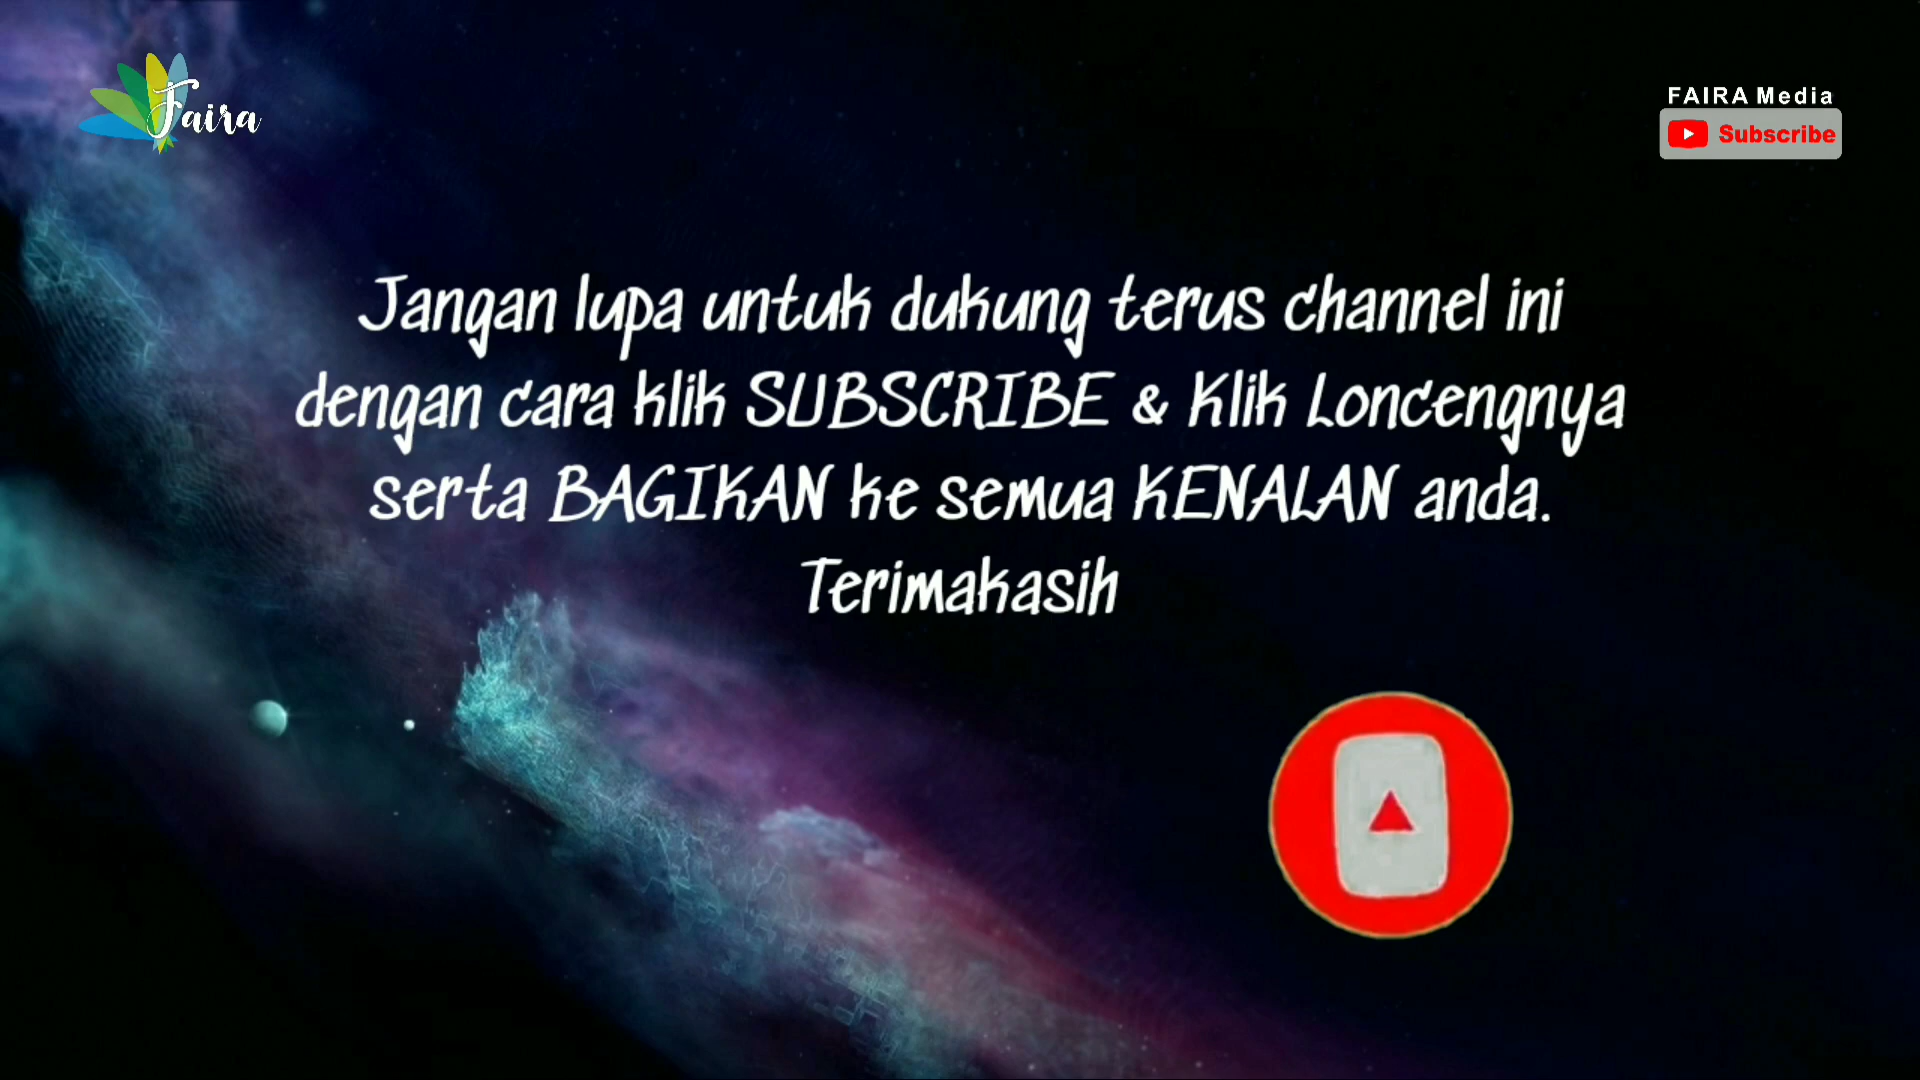 Faira
FAIRA Media
Subscribe
Jangan lupa untuk dukung terus channel ini
dengan cara klik SUBSCRIBE & Klik Loncengnya
serta BAGIKAN ke semua KENALAN anda.
Terimakasih